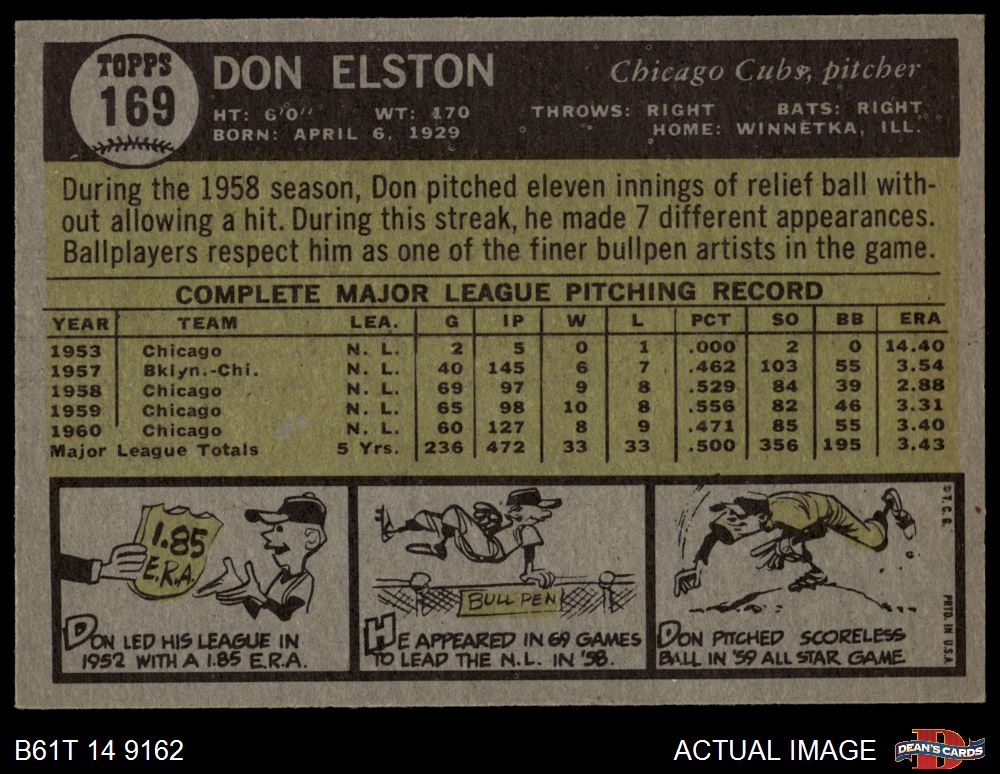 TOPPS
169
DON ELSTON
Chicago Cubs, pitcher
HT: 6'0" WT: 170 THROWS: RIGHT BATS: RIGHT
BORN: APRIL 6, 1929 HOME: WINNETKA, ILL.
During the 1958 season, Don pitched eleven innings of relief ball with-
out allowing a hit. During this streak, he made 7 different appearances.
Ballplayers respect him as one of the finer bullpen artists in the game.
COMPLETE MAJOR LEAGUE PITCHING RECORD
YEAR TEAM LEA. G IP W L PCT SO BB ERA
1953 Chicago N. L. 2 5 0 1 .000 2 0 14.40
1957 Bklyn.-Chi. N. L. 40 145 6 7 .462 103 55 3.54
1958 Chicago N. L. 69 97 9 8 .529 84 39 2.88
1959 Chicago N. L. 65 98 10 8 .556 82 46 3.31
1960 Chicago N. L. 60 127 8 9 .471 85 55 3.40
Major League Totals 5 Yrs. 236 472 33 33 .500 356 195 3.43
1.85
E.R.A.
DON LED HIS LEAGUE IN
1952 WITH A 1.85 E.R.A.
BULL PEN
HE APPEARED IN 69 GAMES
TO LEAD THE N.L. IN '58.
DON PITCHED SCORELESS
BALL IN '59 ALL STAR GAME
© T.C.G.
PRTD. IN U.S.A.
B61T 14 9162
ACTUAL IMAGE
D
DEAN'S CARDS